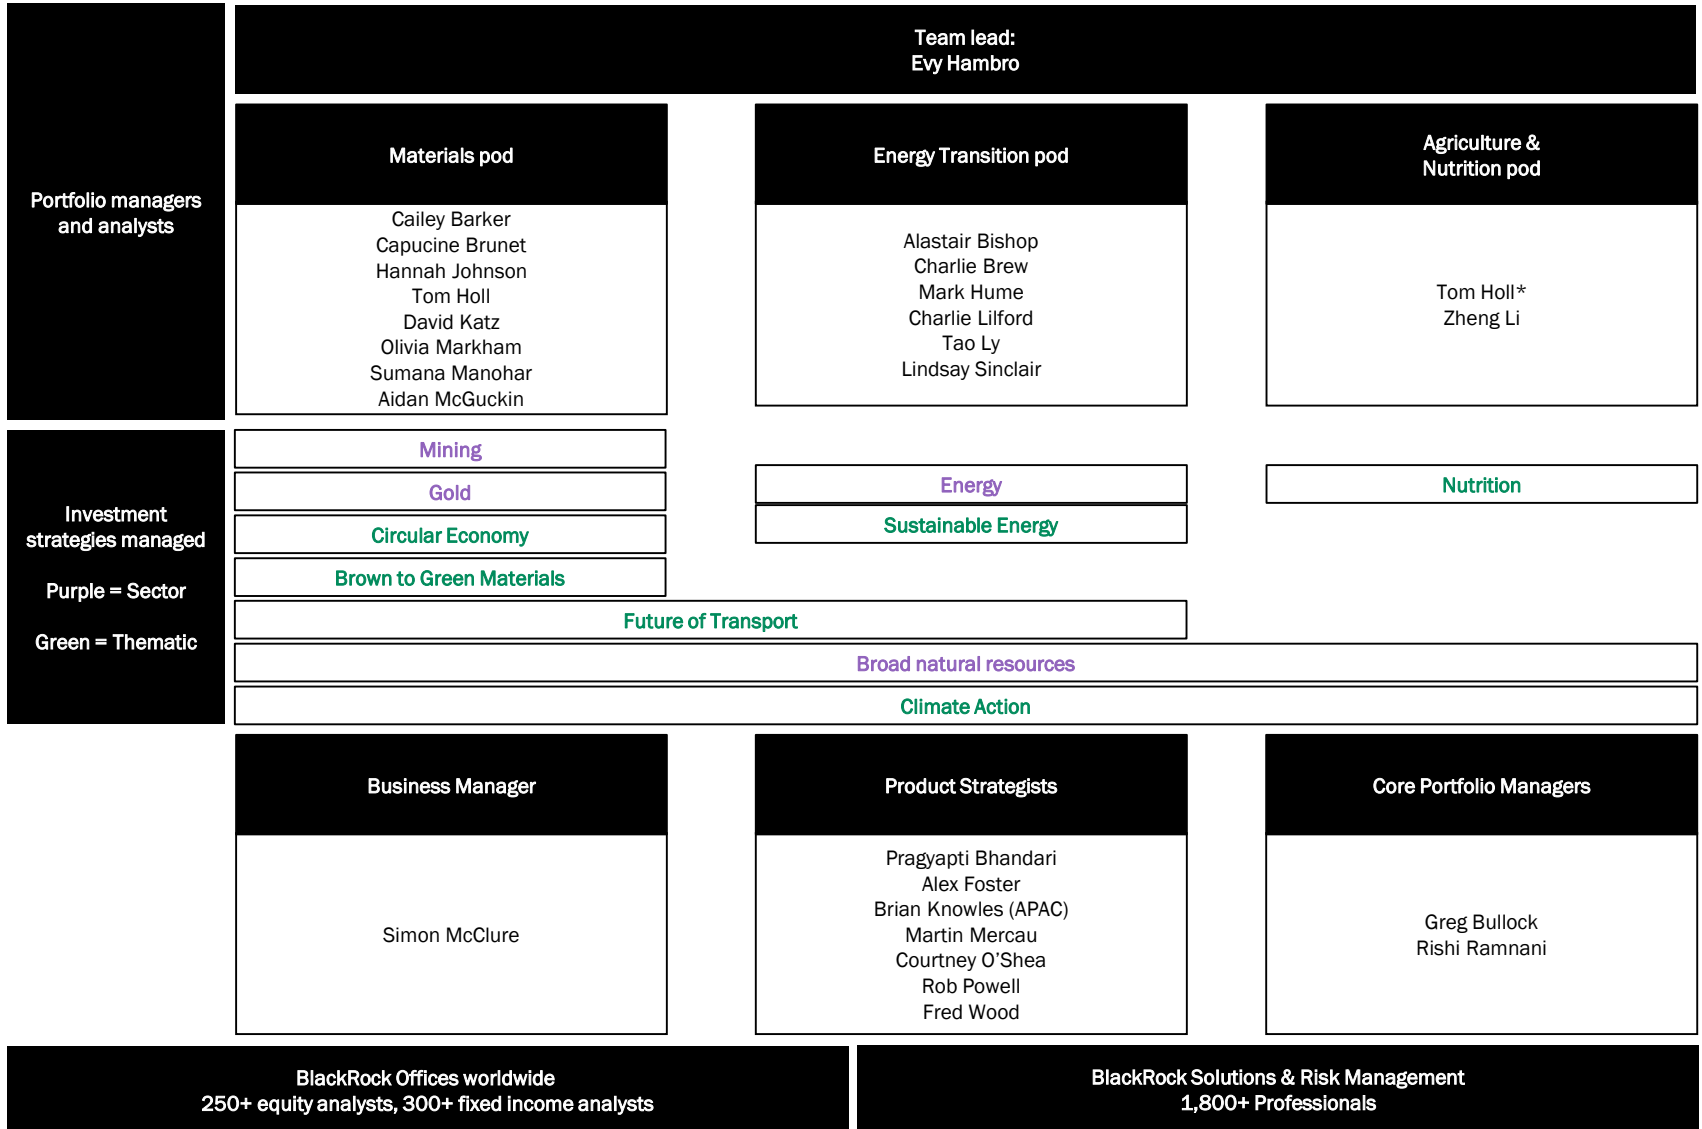 Team lead:
Evy Hambro
Portfolio managers
and analysts
Materials pod
Cailey Barker
Capucine Brunet
Hannah Johnson
Tom Holl
David Katz
Olivia Markham
Sumana Manohar
Aidan McGuckin
Energy Transition pod
Alastair Bishop
Charlie Brew
Mark Hume
Charlie Lilford
Tao Ly
Lindsay Sinclair
Agriculture &
Nutrition pod
Tom Holl*
Zheng Li
Investment
strategies managed
Purple = Sector
Green = Thematic
Mining
Gold
Circular Economy
Brown to Green Materials
Energy
Sustainable Energy
Nutrition
Future of Transport
Broad natural resources
Climate Action
Business Manager
Simon McClure
Product Strategists
Pragyapti Bhandari
Alex Foster
Brian Knowles (APAC)
Martin Mercau
Courtney O’Shea
Rob Powell
Fred Wood
Core Portfolio Managers
Greg Bullock
Rishi Ramnani
BlackRock Offices worldwide
250+ equity analysts, 300+ fixed income analysts
BlackRock Solutions & Risk Management
1,800+ Professionals